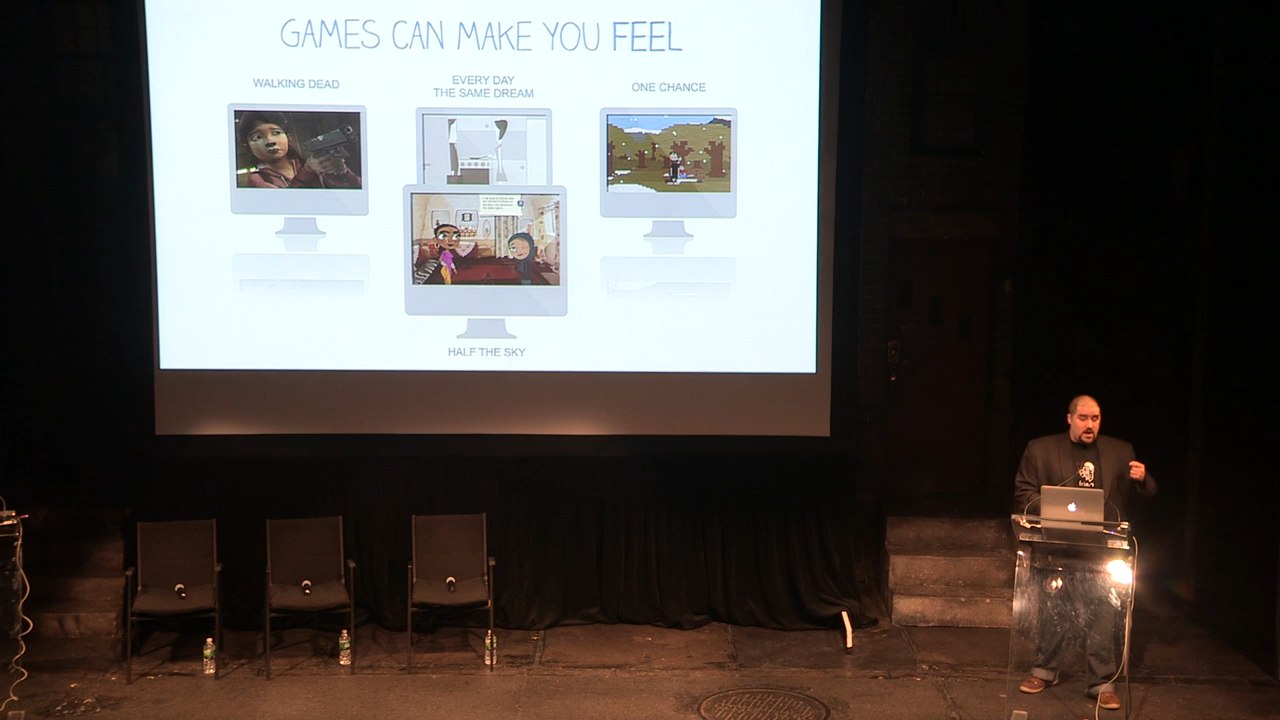 GAMES CAN MAKE YOU FEEL
WALKING DEAD
EVERY DAY
THE SAME DREAM
ONE CHANCE
HALF THE SKY